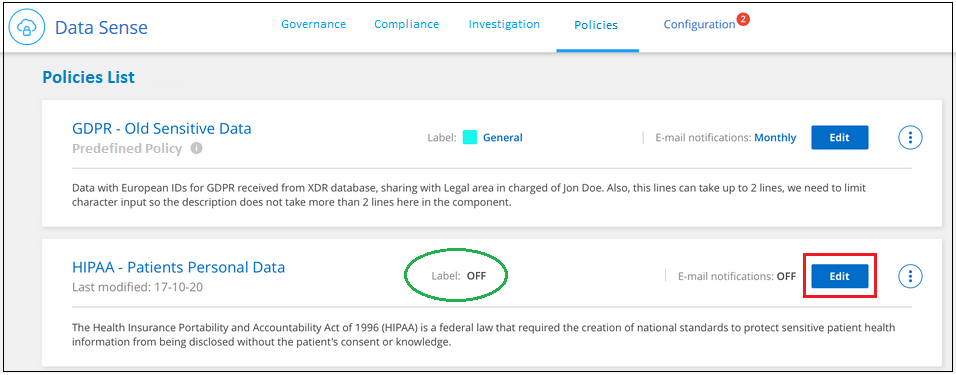 Data Sense
Governance
Compliance
Investigation
Policies
Configuration
2
Policies List
GDPR - Old Sensitive Data
Label: General
E-mail notifications: Monthly
Edit
Predefined Policy i
Data with European IDs for GDPR received from XDR database, sharing with Legal area in charged of Jon Doe. Also, this lines can take up to 2 lines, we need to limit
character input so the description does not take more than 2 lines here in the component.
HIPAA - Patients Personal Data
Label: OFF
E-mail notifications: OFF
Edit
Last modified: 17-10-20
The Health Insurance Portability and Accountability Act of 1996 (HIPAA) is a federal law that required the creation of national standards to protect sensitive patient health
information from being disclosed without the patient's consent or knowledge.